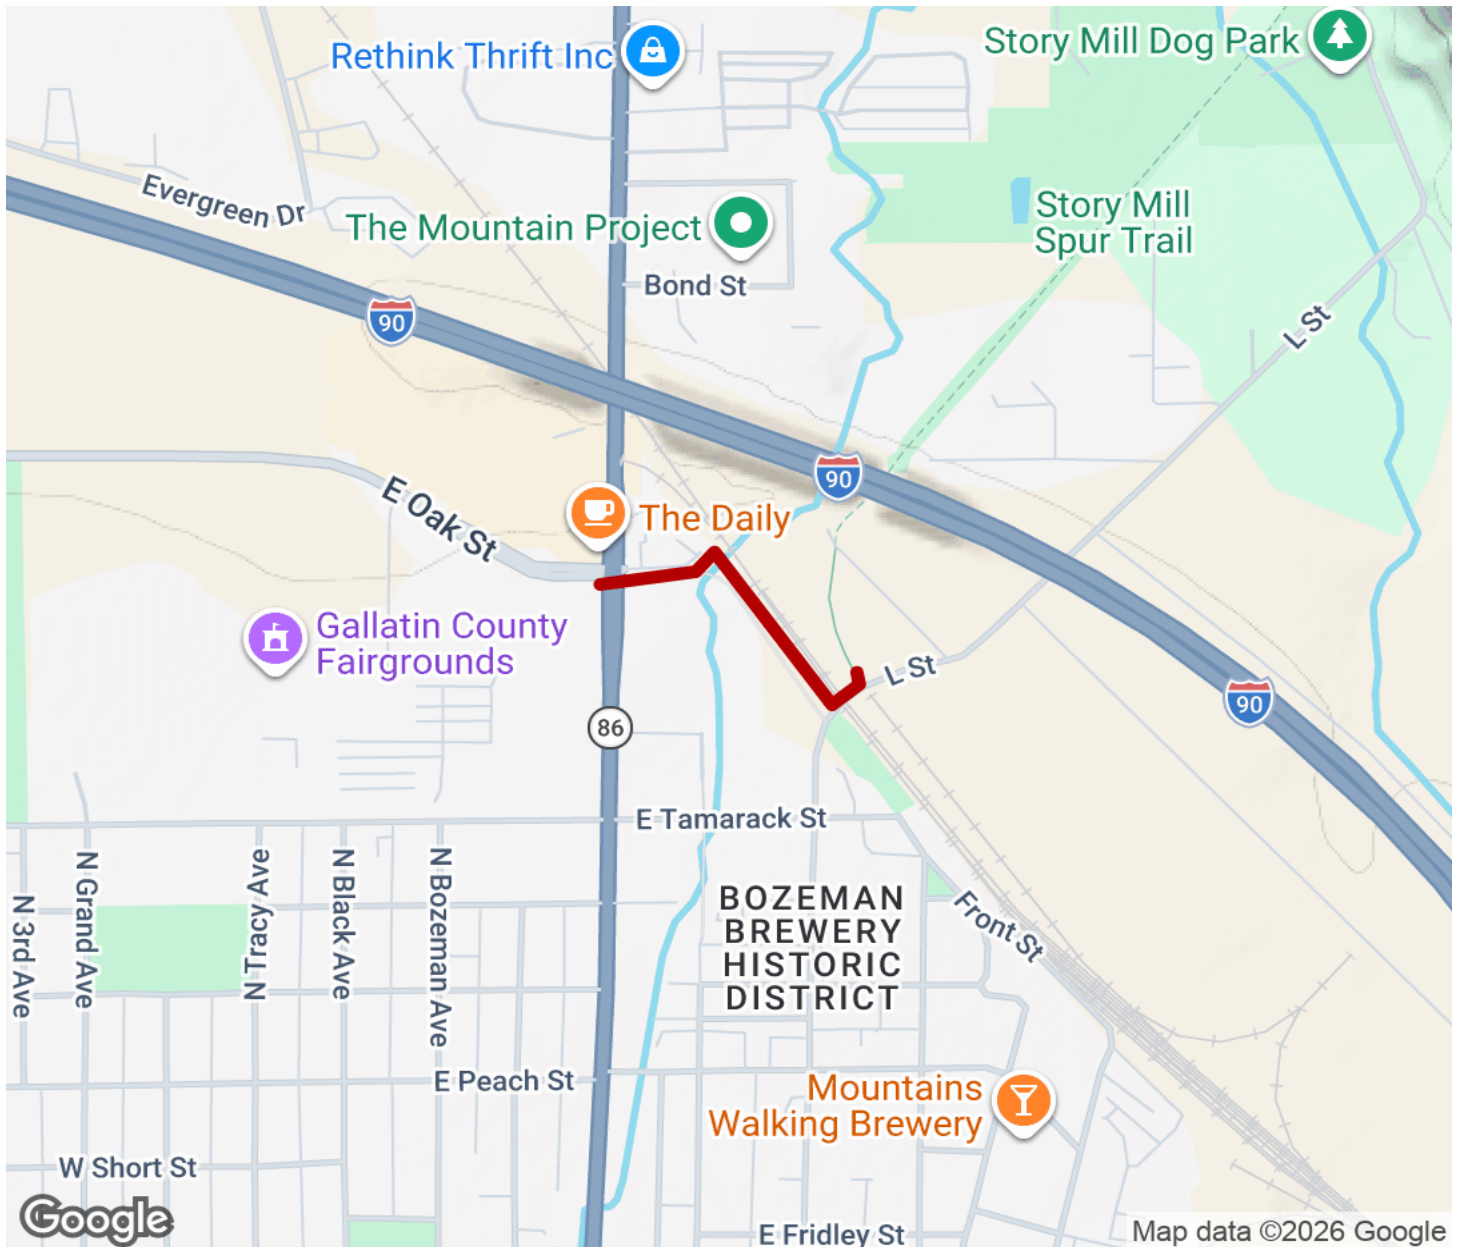 Rethink Thrift Inc
Story Mill Dog Park
Evergreen Dr
The Mountain Project
Story Mill
Spur Trail
Bond St
90
L St
90
E Oak St
The Daily
Gallatin County
Fairgrounds
L St
90
86
E Tamarack St
N 3rd Ave
N Grand Ave
N Tracy Ave
N Black Ave
N Bozeman Ave
BOZEMAN
BREWERY
HISTORIC
DISTRICT
Front St
E Peach St
Mountains
Walking Brewery
W Short St
Google
E Fridley St
Map data ©2026 Google